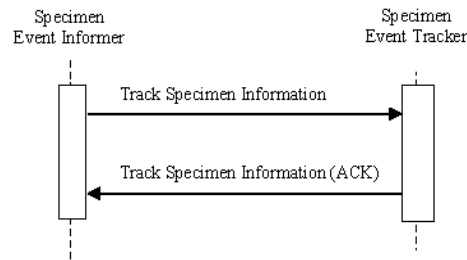 Specimen
Event Informer
Specimen
Event Tracker
Track Specimen Information
Track Specimen Information (ACK)